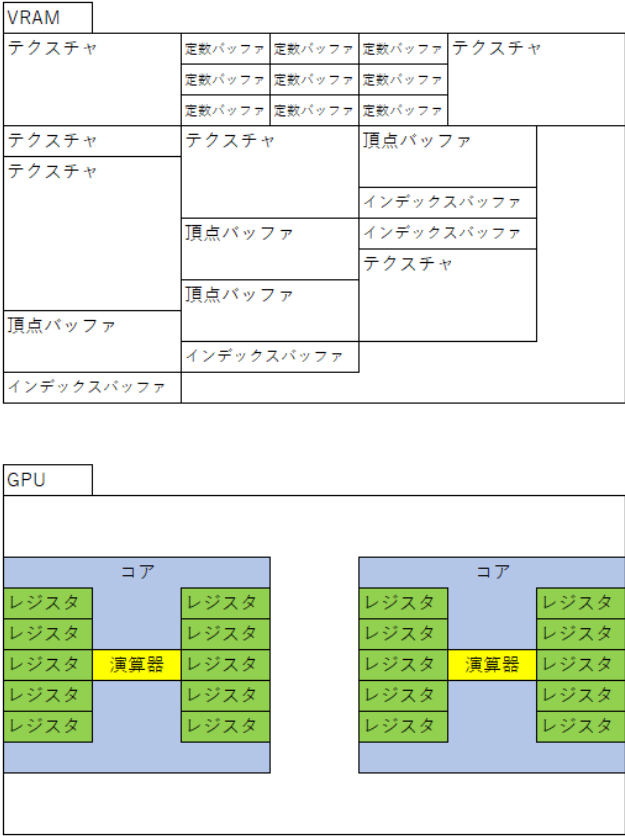 VRAM
テクスチャ 定数バッファ 定数バッファ 定数バッファ テクスチャ
定数バッファ 定数バッファ 定数バッファ
定数バッファ 定数バッファ 定数バッファ
テクスチャ テクスチャ 頂点バッファ
テクスチャ
インデックスバッファ
頂点バッファ インデックスバッファ
テクスチャ
頂点バッファ
頂点バッファ
インデックスバッファ
インデックスバッファ
GPU
コア コア
レジスタ レジスタ レジスタ レジスタ
レジスタ レジスタ レジスタ レジスタ
レジスタ 演算器 レジスタ レジスタ 演算器 レジスタ
レジスタ レジスタ レジスタ レジスタ
レジスタ レジスタ レジスタ レジスタ